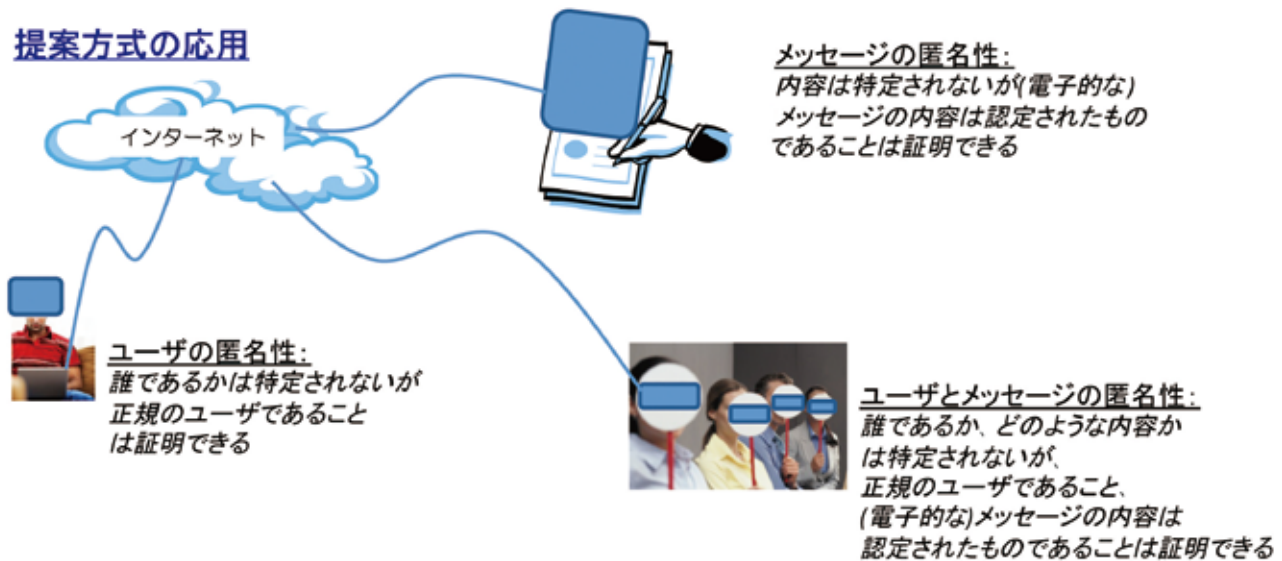 提案方式の応用
インターネット
メッセージの匿名性:
内容は特定されないが(電子的な)
メッセージの内容は認定されたもの
であることは証明できる
ユーザの匿名性:
誰であるかは特定されないが
正規のユーザであること
は証明できる
ユーザとメッセージの匿名性:
誰であるか、どのような内容か
は特定されないが、
正規のユーザであること、
(電子的な)メッセージの内容は
認定されたものであることは証明できる